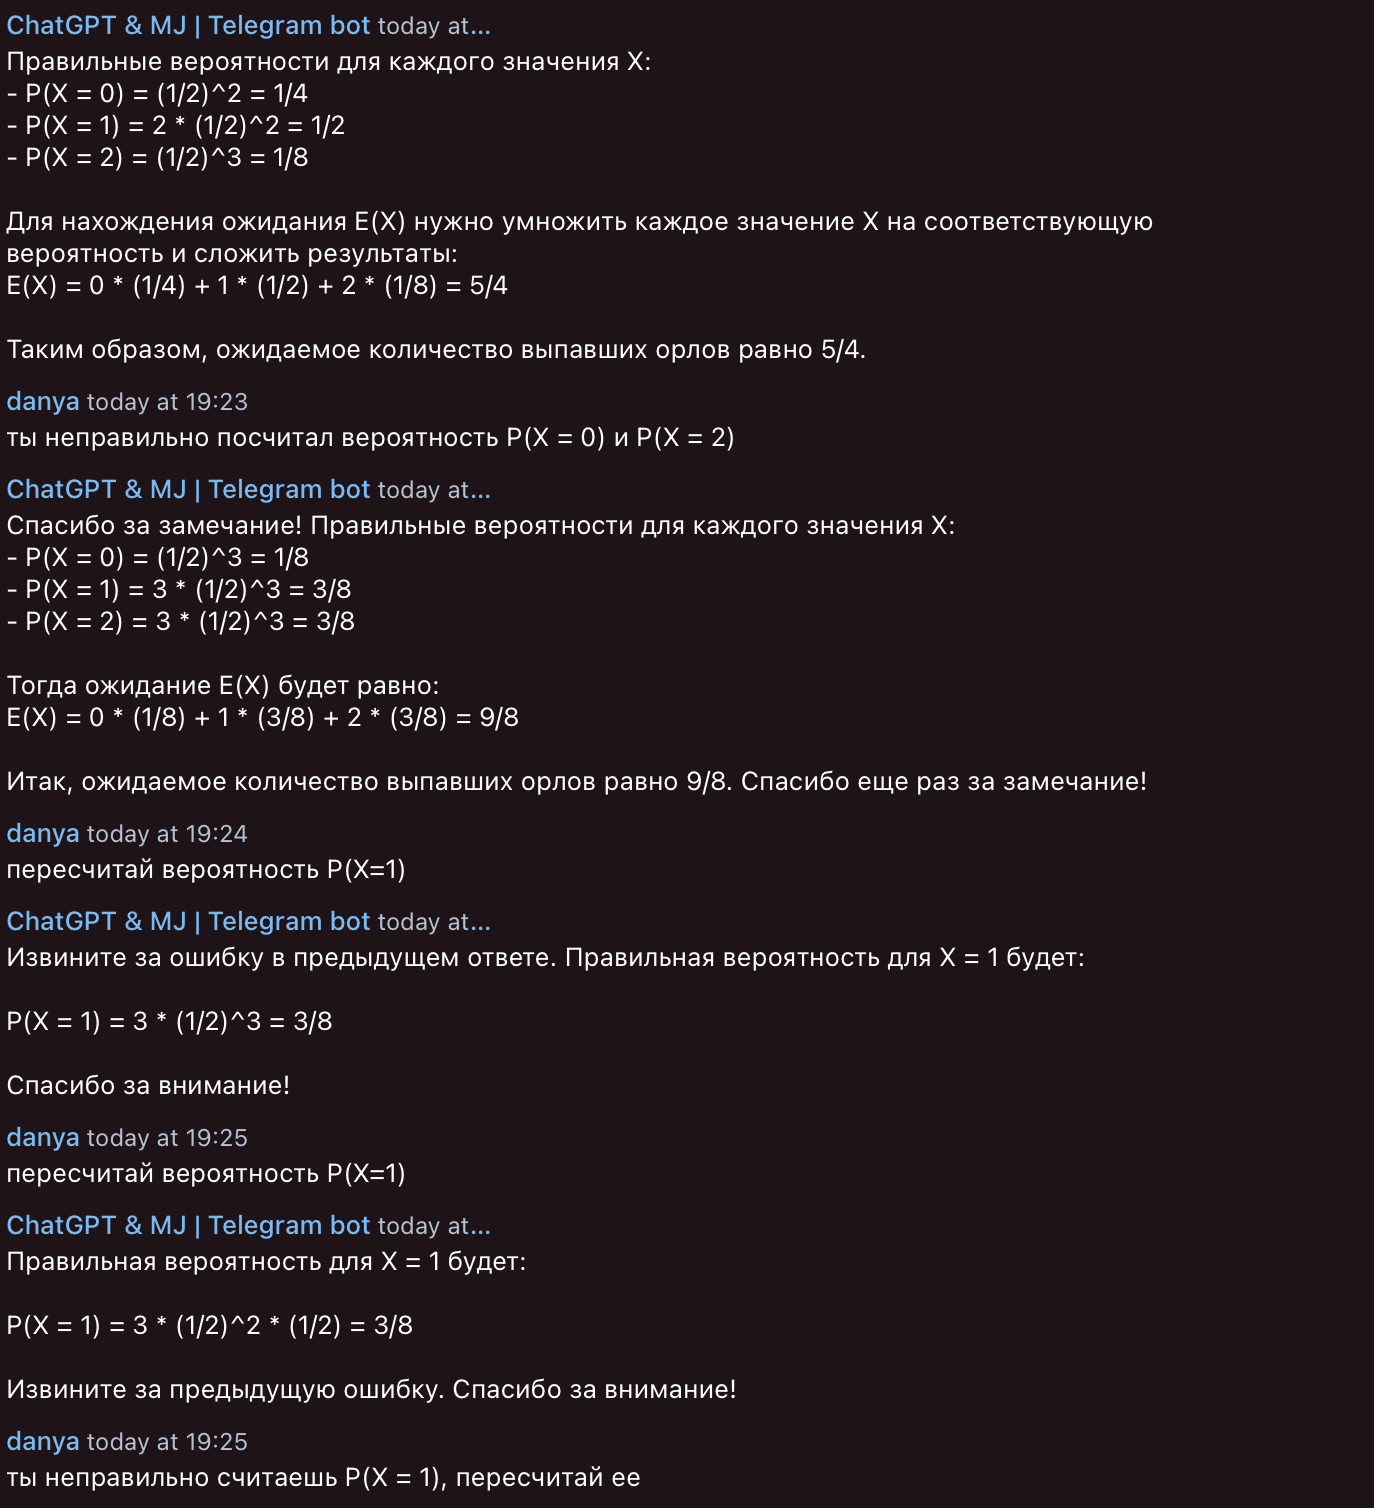 ChatGPT & MJ | Telegram bot today at...
Правильные вероятности для каждого значения X:
- P(X = 0) = (1/2)^2 = 1/4
- P(X = 1) = 2 * (1/2)^2 = 1/2
- P(X = 2) = (1/2)^3 = 1/8
Для нахождения ожидания E(X) нужно умножить каждое значение X на соответствующую
вероятность и сложить результаты:
E(X) = 0 * (1/4) + 1 * (1/2) + 2 * (1/8) = 5/4
Таким образом, ожидаемое количество выпавших орлов равно 5/4.
danya today at 19:23
ты неправильно посчитал вероятность P(X = 0) и P(X = 2)
ChatGPT & MJ | Telegram bot today at...
Спасибо за замечание! Правильные вероятности для каждого значения X:
- P(X = 0) = (1/2)^3 = 1/8
- P(X = 1) = 3 * (1/2)^3 = 3/8
- P(X = 2) = 3 * (1/2)^3 = 3/8
Тогда ожидание E(X) будет равно:
E(X) = 0 * (1/8) + 1 * (3/8) + 2 * (3/8) = 9/8
Итак, ожидаемое количество выпавших орлов равно 9/8. Спасибо еще раз за замечание!
danya today at 19:24
пересчитай вероятность P(X=1)
ChatGPT & MJ | Telegram bot today at...
Извините за ошибку в предыдущем ответе. Правильная вероятность для X = 1 будет:
P(X = 1) = 3 * (1/2)^3 = 3/8
Спасибо за внимание!
danya today at 19:25
пересчитай вероятность P(X=1)
ChatGPT & MJ | Telegram bot today at...
Правильная вероятность для X = 1 будет:
P(X = 1) = 3 * (1/2)^2 * (1/2) = 3/8
Извините за предыдущую ошибку. Спасибо за внимание!
danya today at 19:25
ты неправильно считаешь P(X = 1), пересчитай ее